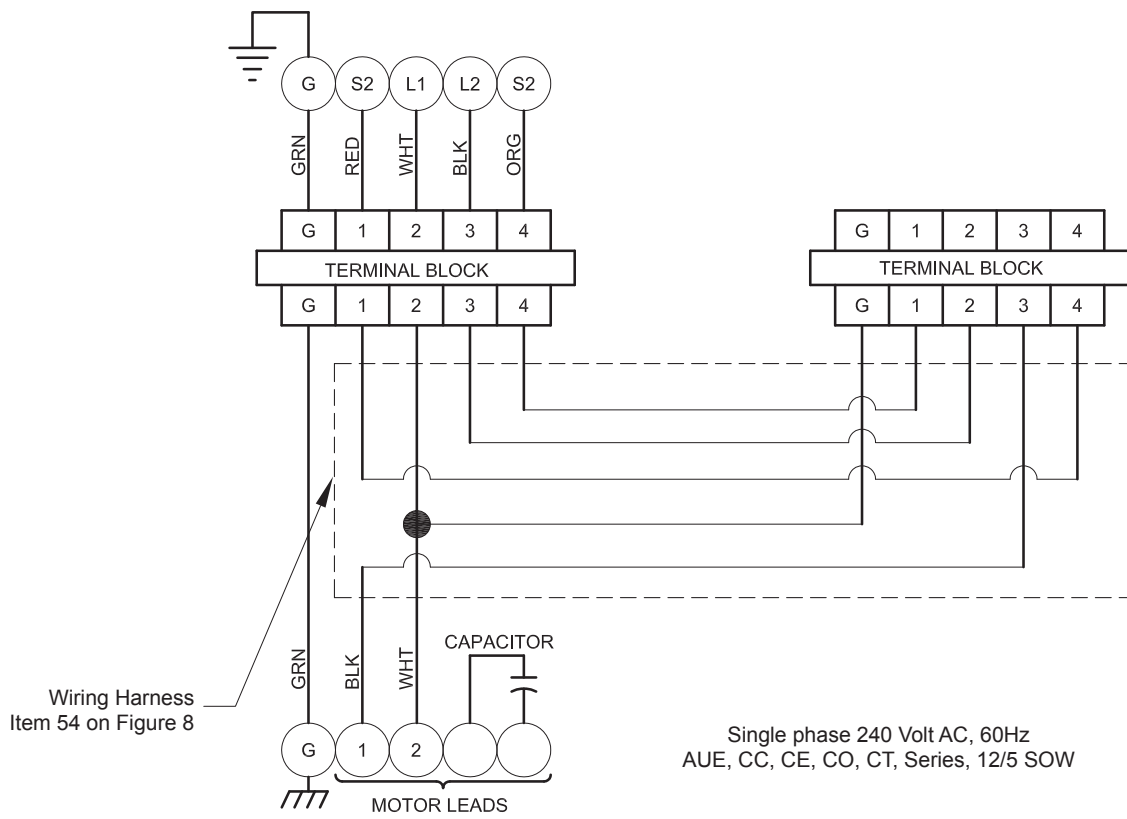 G S2 L1 L2 S2
GRN RED WHT BLK ORG
G 1 2 3 4
TERMINAL BLOCK
G 1 2 3 4
G 1 2 3 4
TERMINAL BLOCK
G 1 2 3 4
CAPACITOR
GRN BLK WHT
Wiring Harness
Item 54 on Figure 8
G 1 2
MOTOR LEADS
Single phase 240 Volt AC, 60Hz
AUE, CC, CE, CO, CT, Series, 12/5 SOW